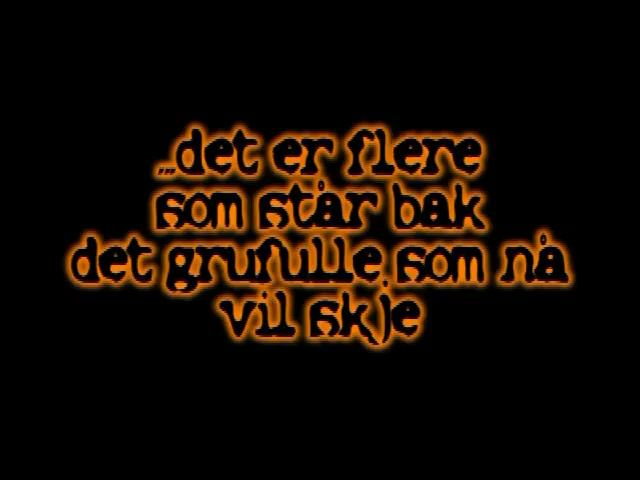 ...det er flere
som står bak
det grufulle som nå
vil skje